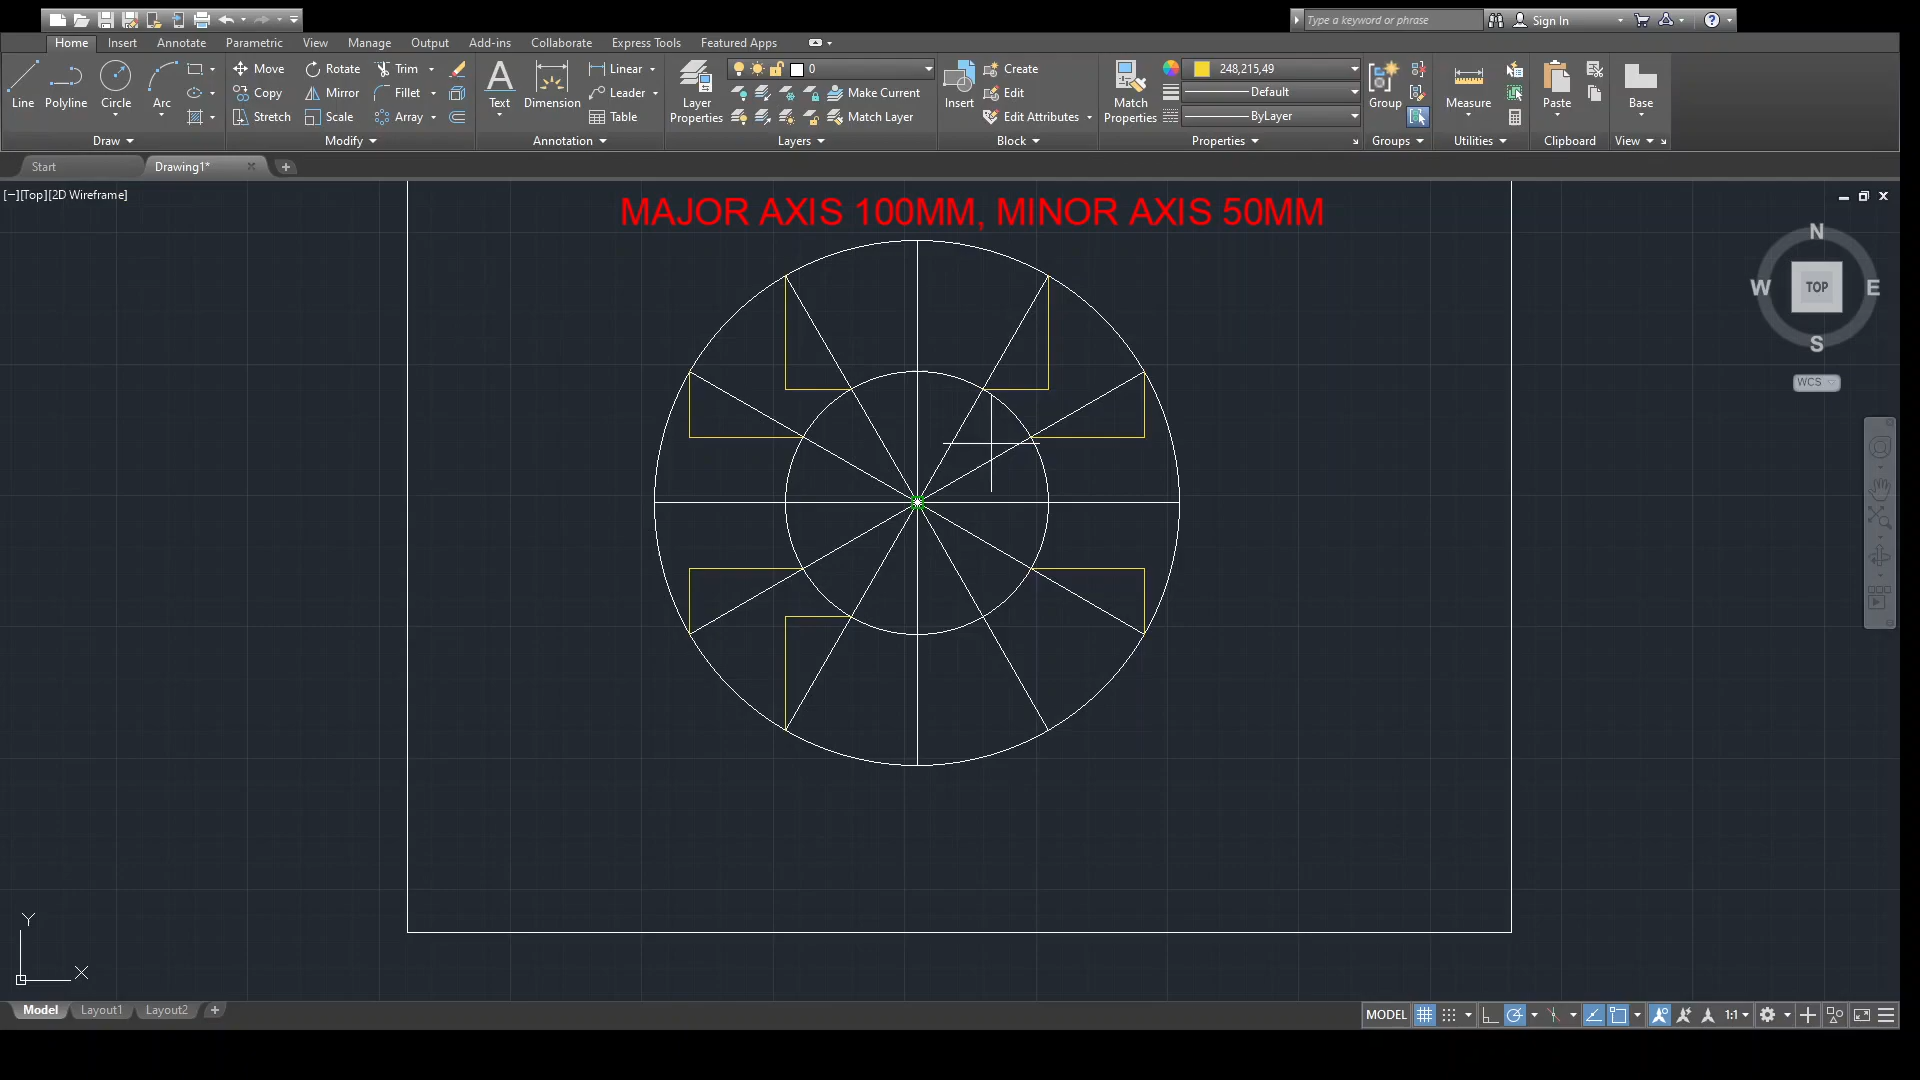 Type a keyword or phrase
Sign In
Home Insert Annotate Parametric View Manage Output Add-ins Collaborate Express Tools Featured Apps
Line Polyline Circle Arc
Move Rotate Trim
Copy Mirror Fillet
Stretch Scale Array
Text Dimension
Linear
Leader
Table
Layer Properties
0
Make Current
Match Layer
Insert
Create
Edit
Edit Attributes
Match Properties
248,215,49
Default
ByLayer
Group
Measure
Paste
Base
Draw Modify Annotation Layers Block Properties Groups Utilities Clipboard View
Start Drawing1*
[−][Top][2D Wireframe]
MAJOR AXIS 100MM, MINOR AXIS 50MM
N
W TOP E
S
WCS
Y
X
Model Layout1 Layout2
MODEL 1:1